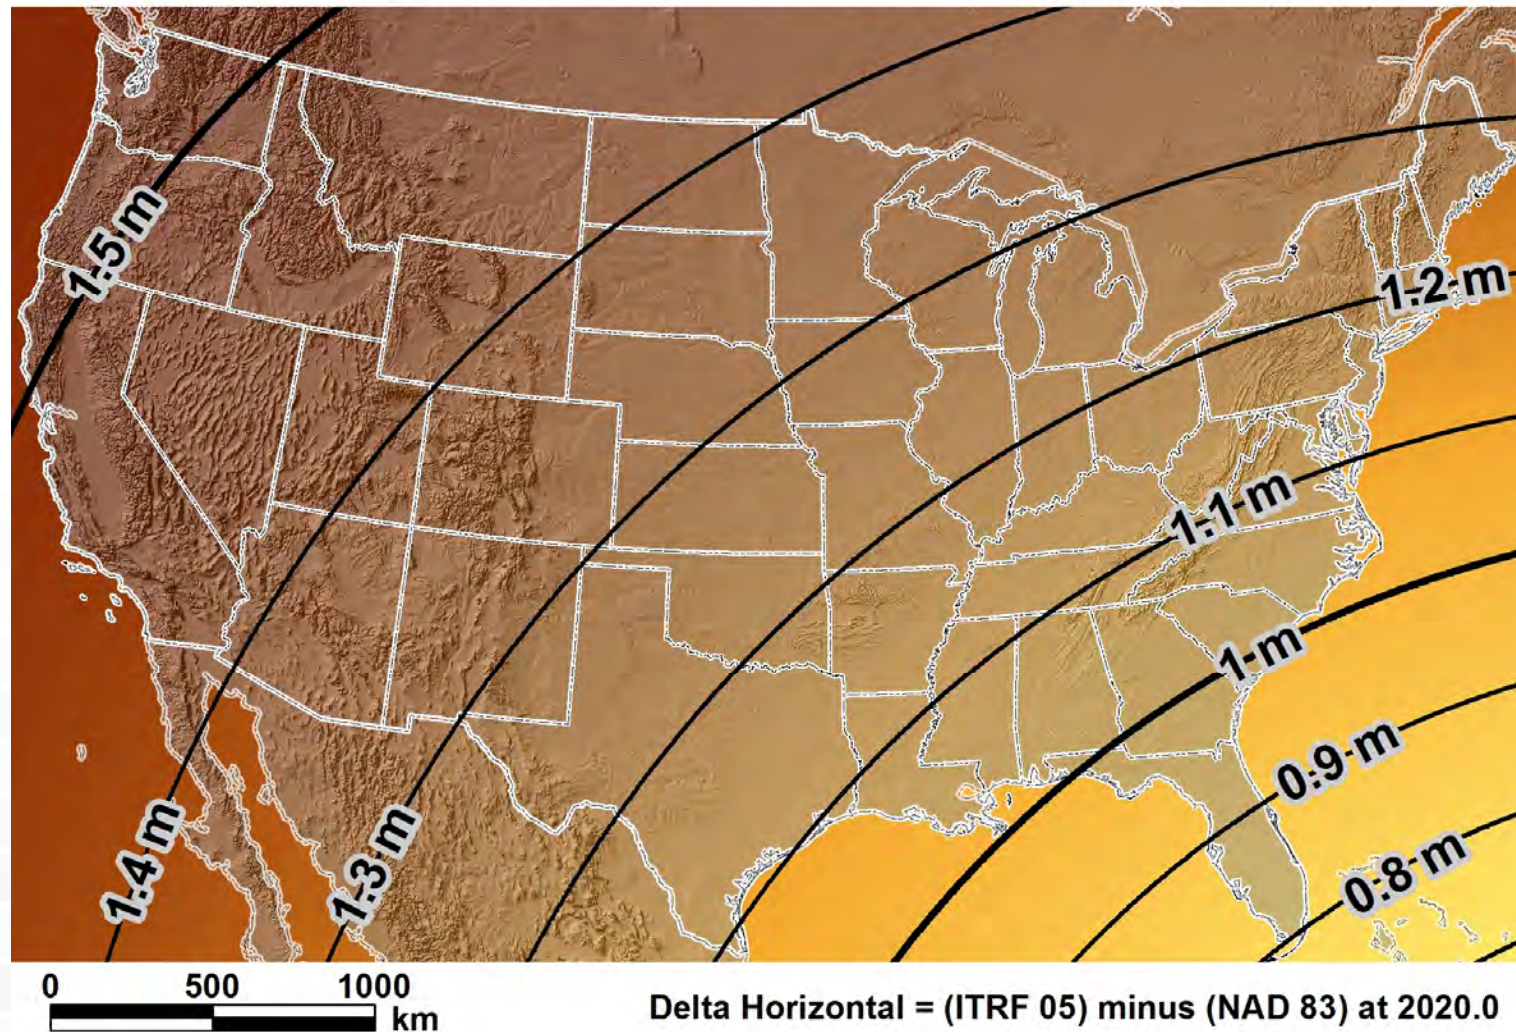 1.5 m
1.2 m
1.1 m
1 m
0.9 m
1.4 m
1.3 m
0.8 m
0 500 1000
km
Delta Horizontal = (ITRF 05) minus (NAD 83) at 2020.0